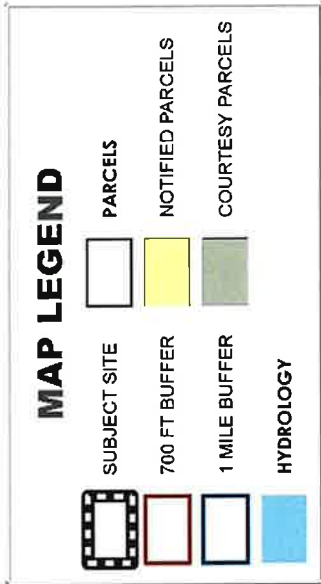 MAP LEGEND
SUBJECT SITE
700 FT BUFFER
1 MILE BUFFER
HYDROLOGY
PARCELS
NOTIFIED PARCELS
COURTESY PARCELS